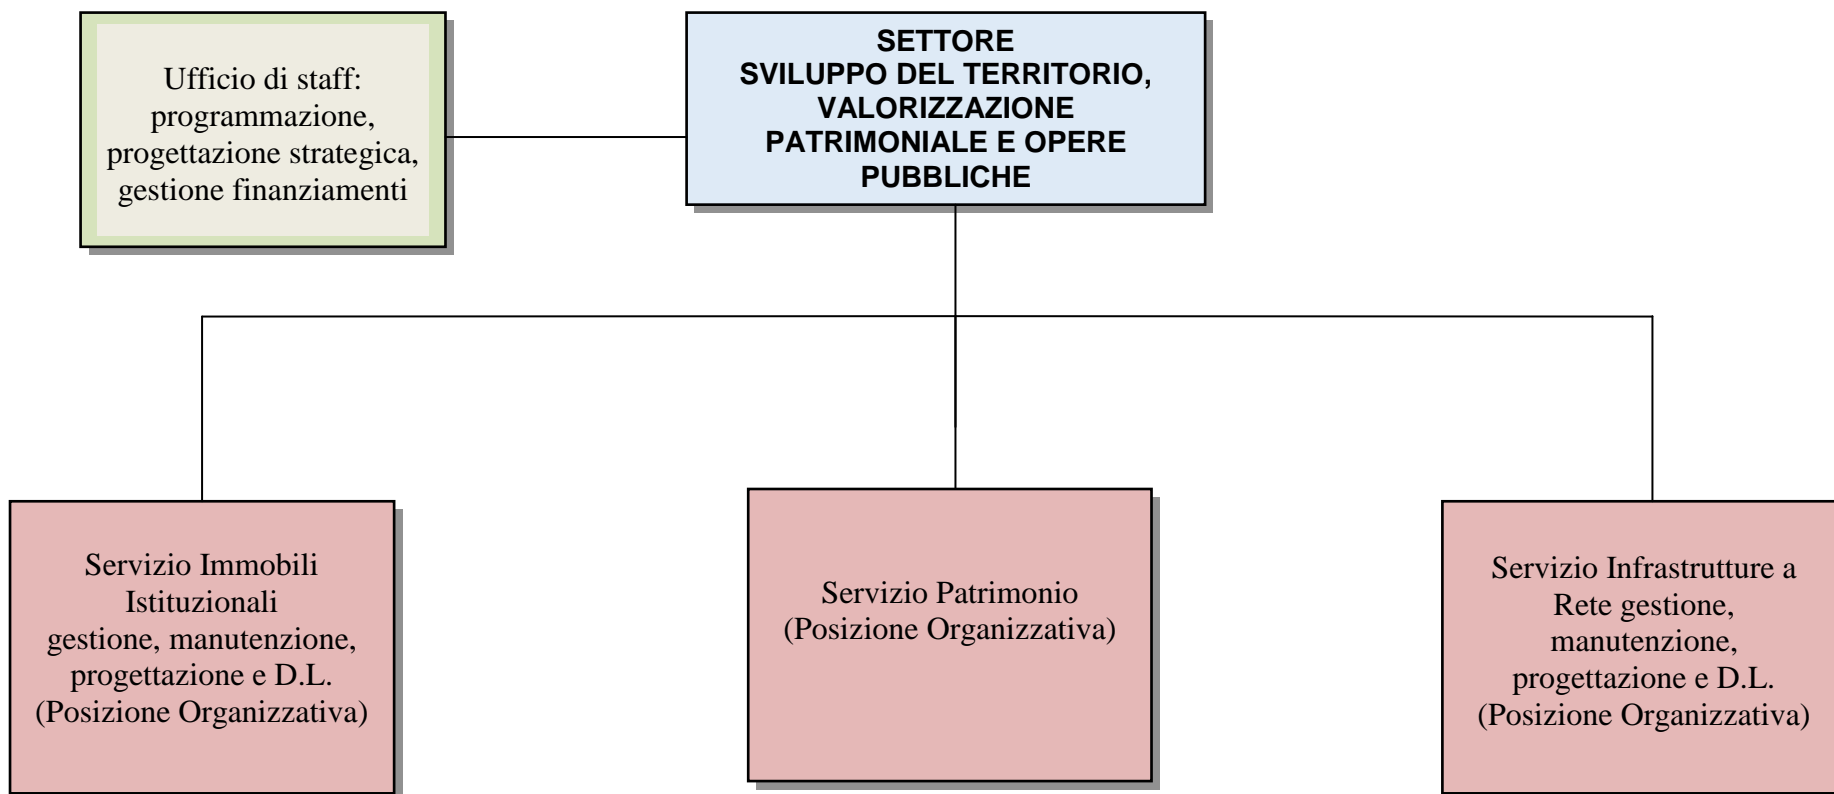 Ufficio di staff:
programmazione,
progettazione strategica,
gestione finanziamenti
SETTORE
SVILUPPO DEL TERRITORIO,
VALORIZZAZIONE
PATRIMONIALE E OPERE
PUBBLICHE
Servizio Immobili
Istituzionali
gestione, manutenzione,
progettazione e D.L.
(Posizione Organizzativa)
Servizio Patrimonio
(Posizione Organizzativa)
Servizio Infrastrutture a
Rete gestione,
manutenzione,
progettazione e D.L.
(Posizione Organizzativa)